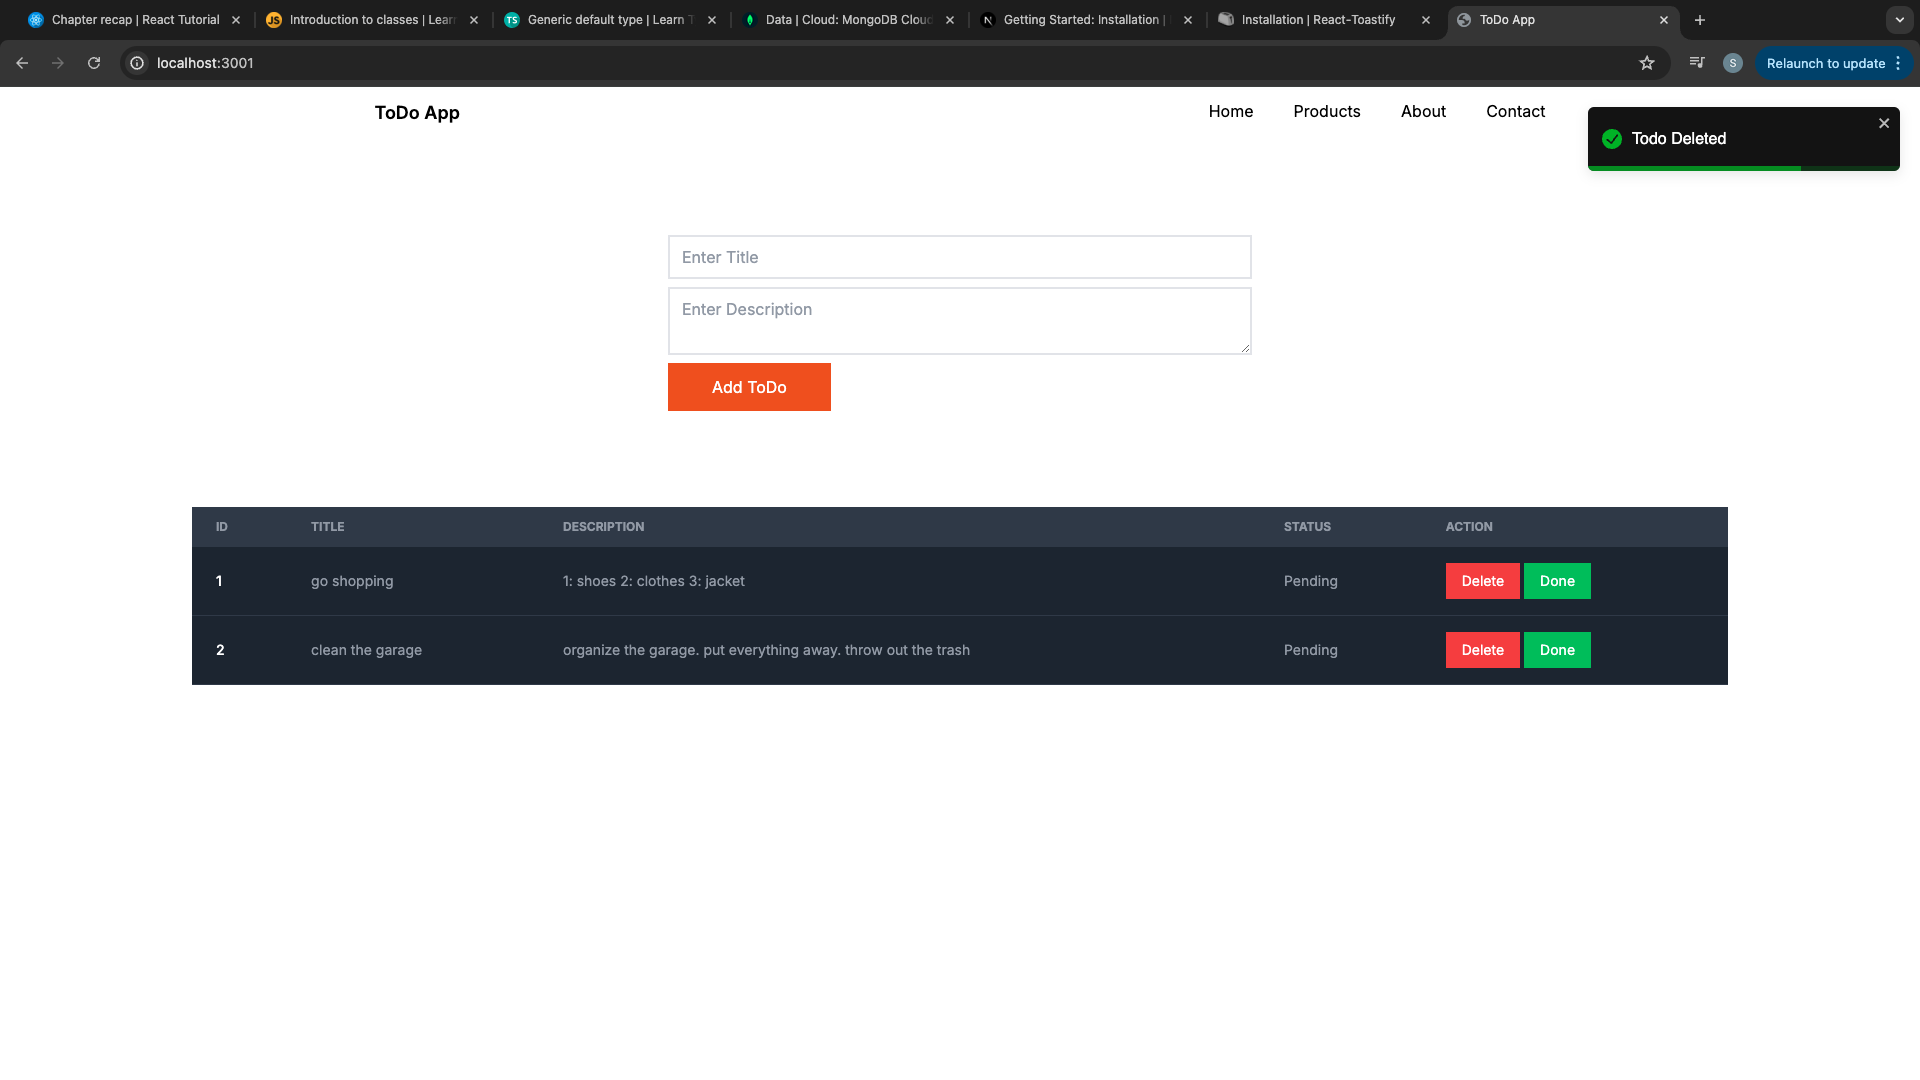 Chapter recap | React Tutorial
Introduction to classes | Lear
Generic default type | Learn T
Data | Cloud: MongoDB Cloud
Getting Started: Installation |
Installation | React-Toastify
ToDo App
localhost:3001
S
Relaunch to update
ToDo App
Home Products About Contact
Todo Deleted
Enter Title
Enter Description
Add ToDo
ID TITLE DESCRIPTION STATUS ACTION
1 go shopping 1: shoes 2: clothes 3: jacket Pending Delete Done
2 clean the garage organize the garage. put everything away. throw out the trash Pending Delete Done